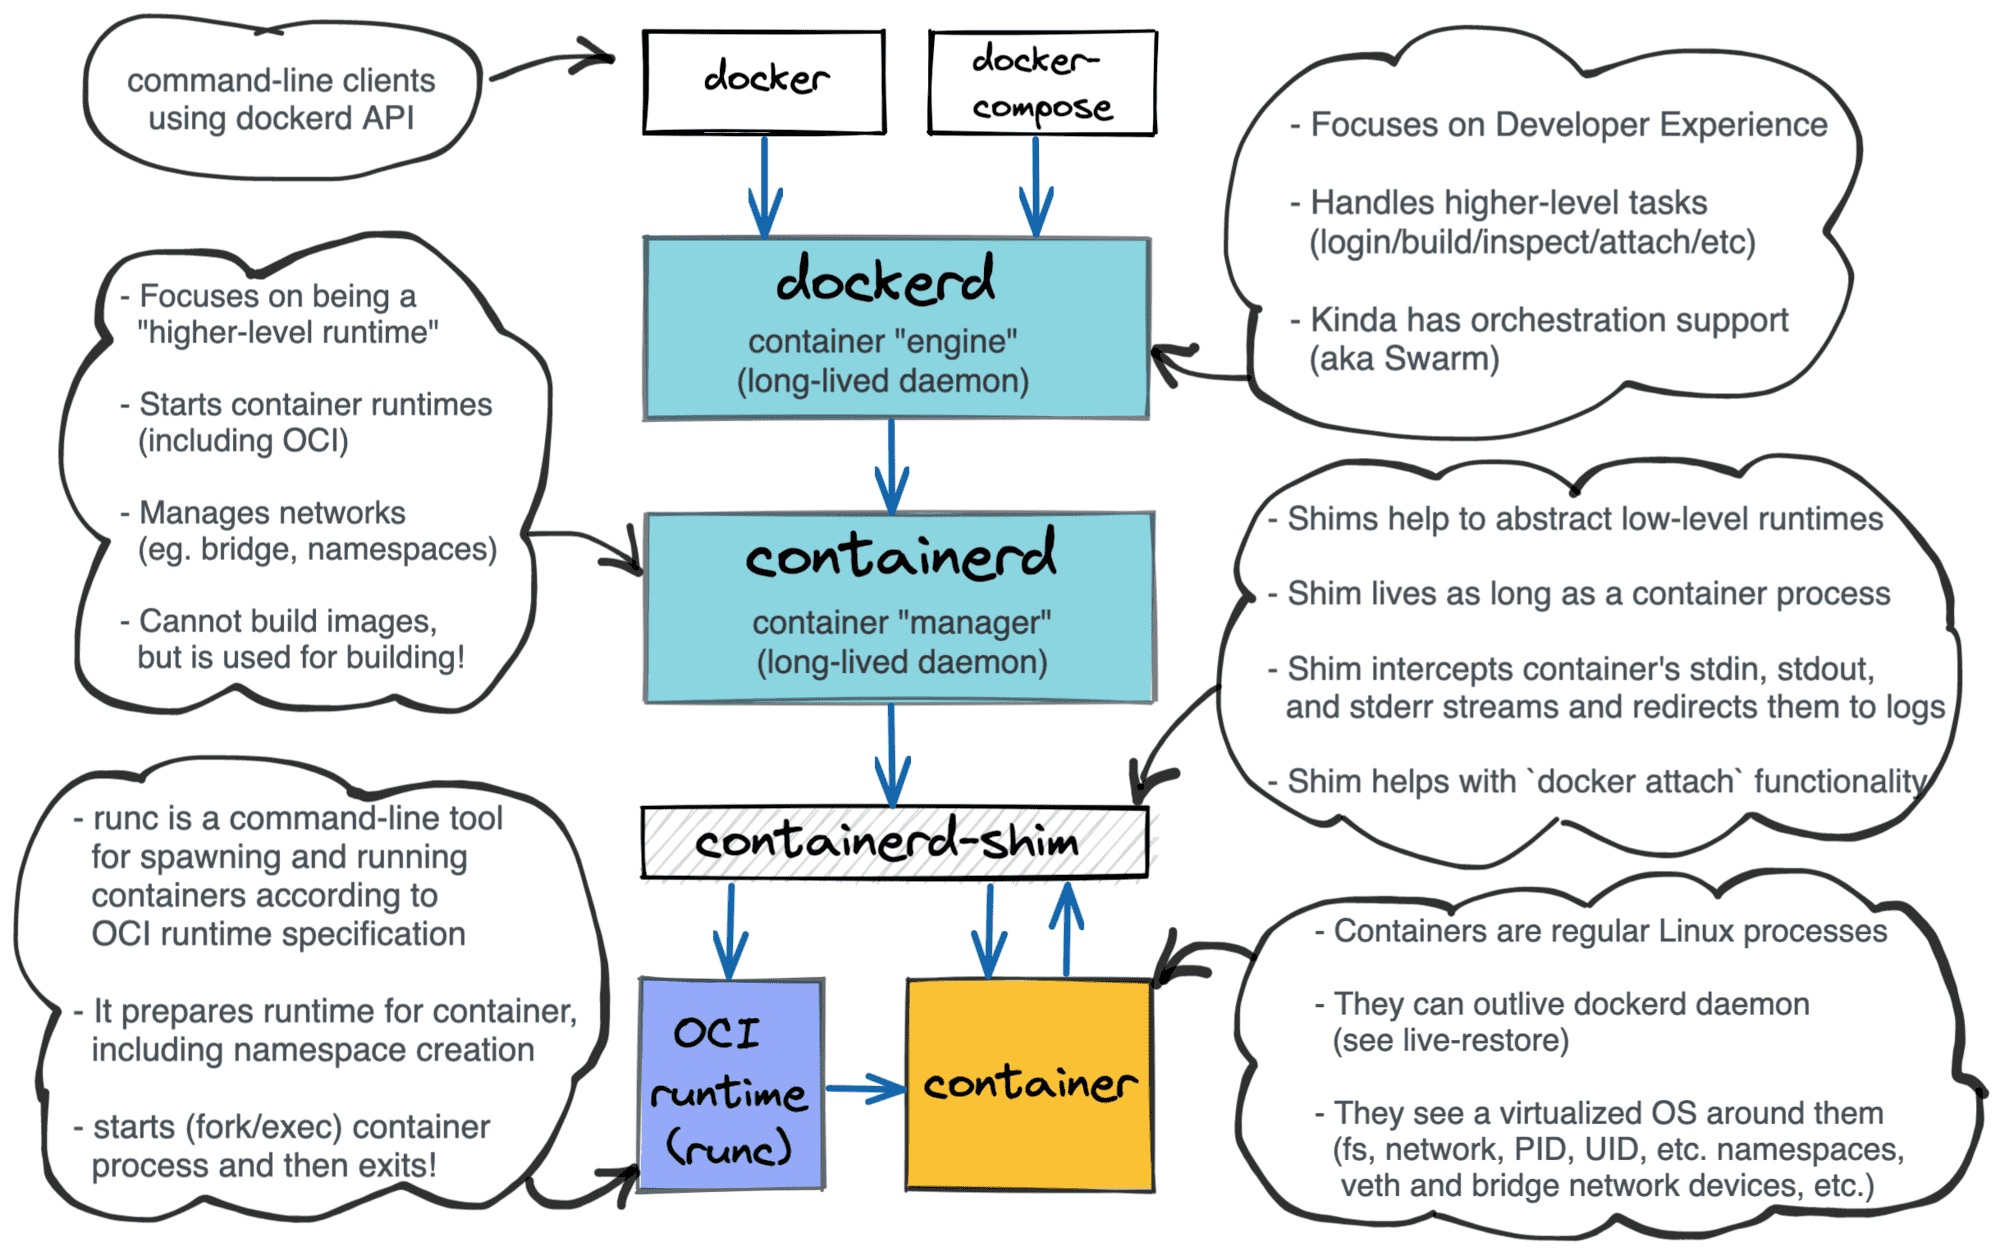 command-line clients
using dockerd API
docker
docker-
compose
- Focuses on Developer Experience
- Handles higher-level tasks
(login/build/inspect/attach/etc)
- Kinda has orchestration support
(aka Swarm)
dockerd
container "engine"
(long-lived daemon)
- Focuses on being a
"higher-level runtime"
- Starts container runtimes
(including OCI)
- Manages networks
(eg. bridge, namespaces)
- Cannot build images,
but is used for building!
containerd
container "manager"
(long-lived daemon)
- Shims help to abstract low-level runtimes
- Shim lives as long as a container process
- Shim intercepts container's stdin, stdout,
and stderr streams and redirects them to logs
- Shim helps with `docker attach` functionality
containerd-shim
- runc is a command-line tool
for spawning and running
containers according to
OCI runtime specification
- It prepares runtime for container,
including namespace creation
- starts (fork/exec) container
process and then exits!
OCI
runtime
(runc)
container
- Containers are regular Linux processes
- They can outlive dockerd daemon
(see live-restore)
- They see a virtualized OS around them
(fs, network, PID, UID, etc. namespaces,
veth and bridge network devices, etc.)